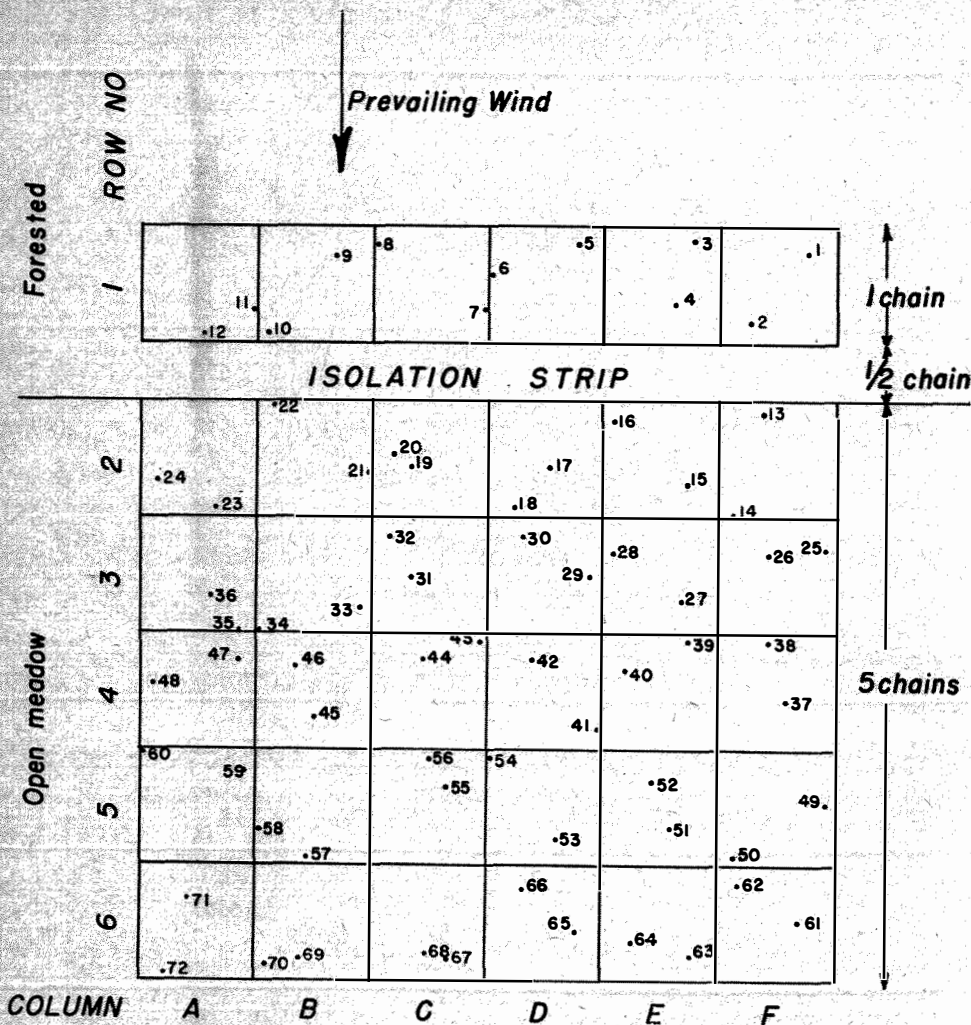 Prevailing Wind
ROW NO
Forested
1
9 8 5 3 1
6
11 7 4
12 10 2
1 chain
ISOLATION STRIP
1/2 chain
22 16 13
2
20
24 21 19 17 15
23 18 14
32 30 28 26 25
3
36 31 29 27
35 34 33
43 39 38
47 46 44 42 40
4
48 45 41 37
5 chains
Open meadow
60 59 56 54
55 52 49
5
58 53 51
57 50
71 66 62
6
65 64 61
72 70 69 68 67 63
COLUMN A B C D E F